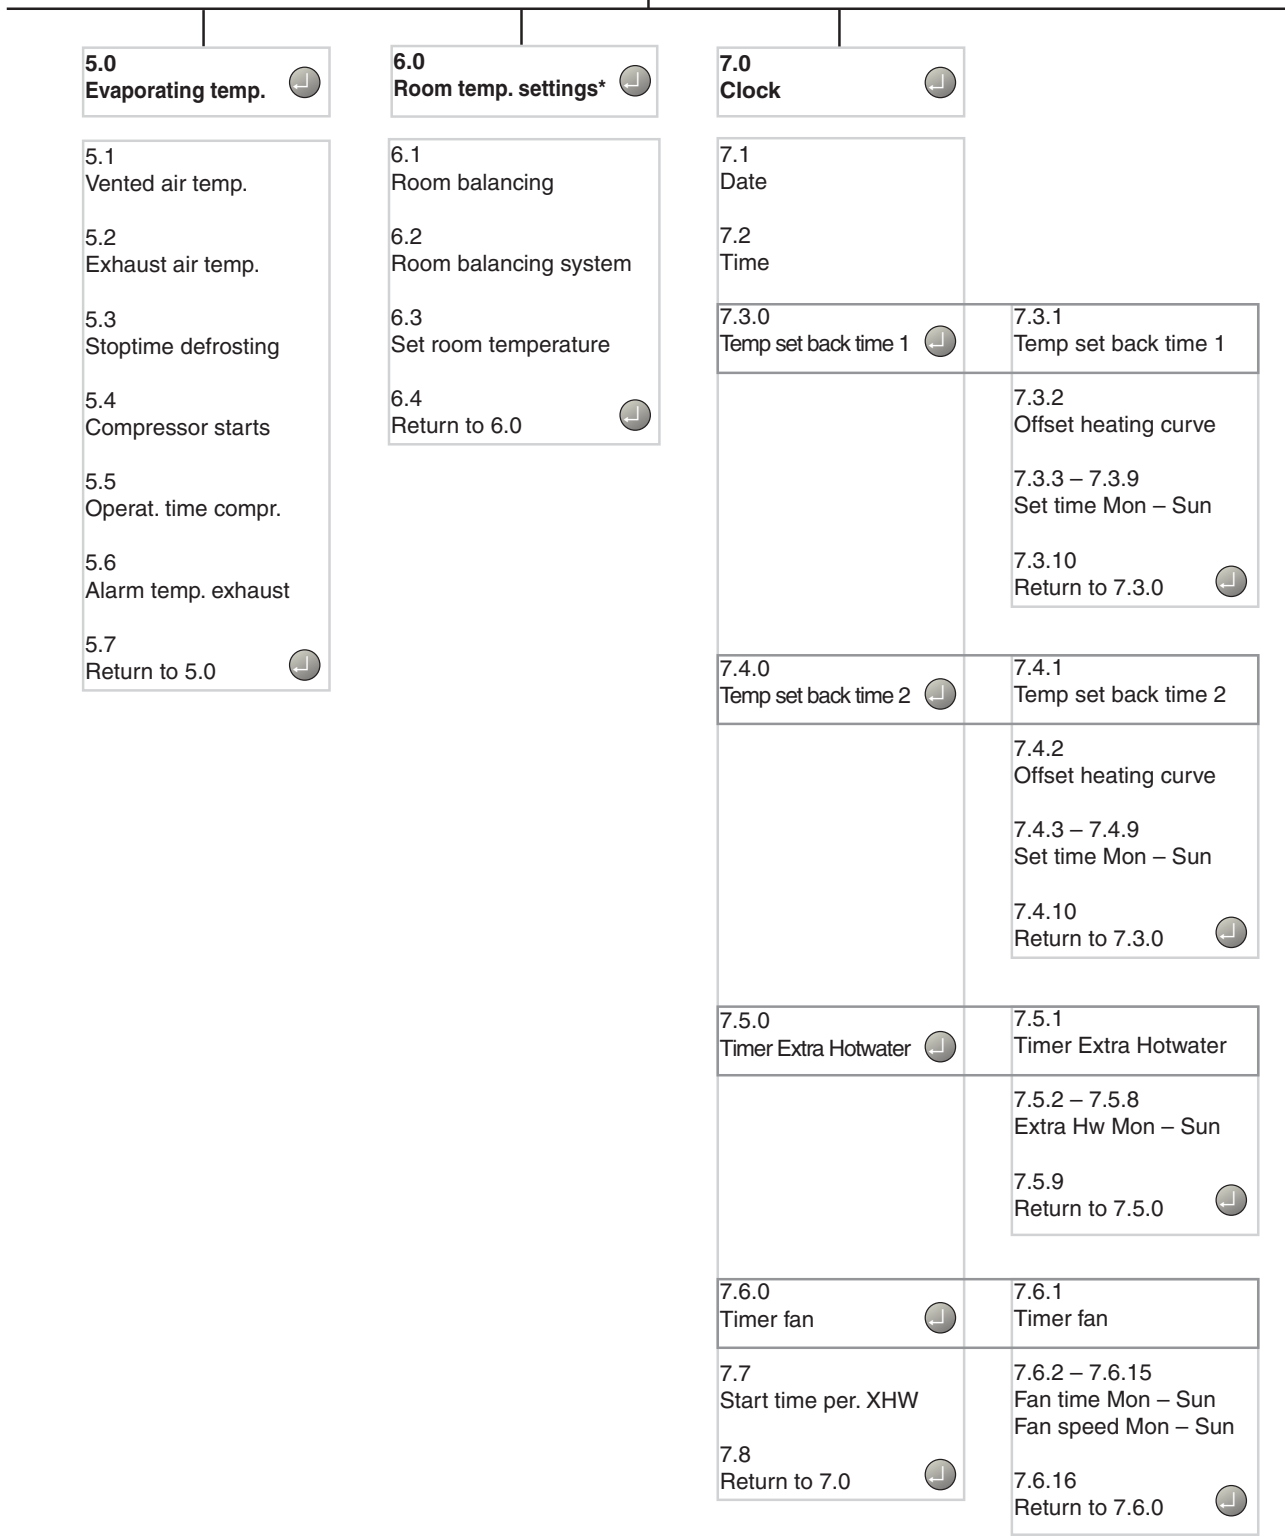 5.0
Evaporating temp.
5.1
Vented air temp.
5.2
Exhaust air temp.
5.3
Stoptime defrosting
5.4
Compressor starts
5.5
Operat. time compr.
5.6
Alarm temp. exhaust
5.7
Return to 5.0
6.0
Room temp. settings*
6.1
Room balancing
6.2
Room balancing system
6.3
Set room temperature
6.4
Return to 6.0
7.0
Clock
7.1
Date
7.2
Time
7.3.0
Temp set back time 1
7.3.1
Temp set back time 1
7.3.2
Offset heating curve
7.3.3 – 7.3.9
Set time Mon – Sun
7.3.10
Return to 7.3.0
7.4.0
Temp set back time 2
7.4.1
Temp set back time 2
7.4.2
Offset heating curve
7.4.3 – 7.4.9
Set time Mon – Sun
7.4.10
Return to 7.3.0
7.5.0
Timer Extra Hotwater
7.5.1
Timer Extra Hotwater
7.5.2 – 7.5.8
Extra Hw Mon – Sun
7.5.9
Return to 7.5.0
7.6.0
Timer fan
7.6.1
Timer fan
7.6.2 – 7.6.15
Fan time Mon – Sun
Fan speed Mon – Sun
7.6.16
Return to 7.6.0
7.7
Start time per. XHW
7.8
Return to 7.0